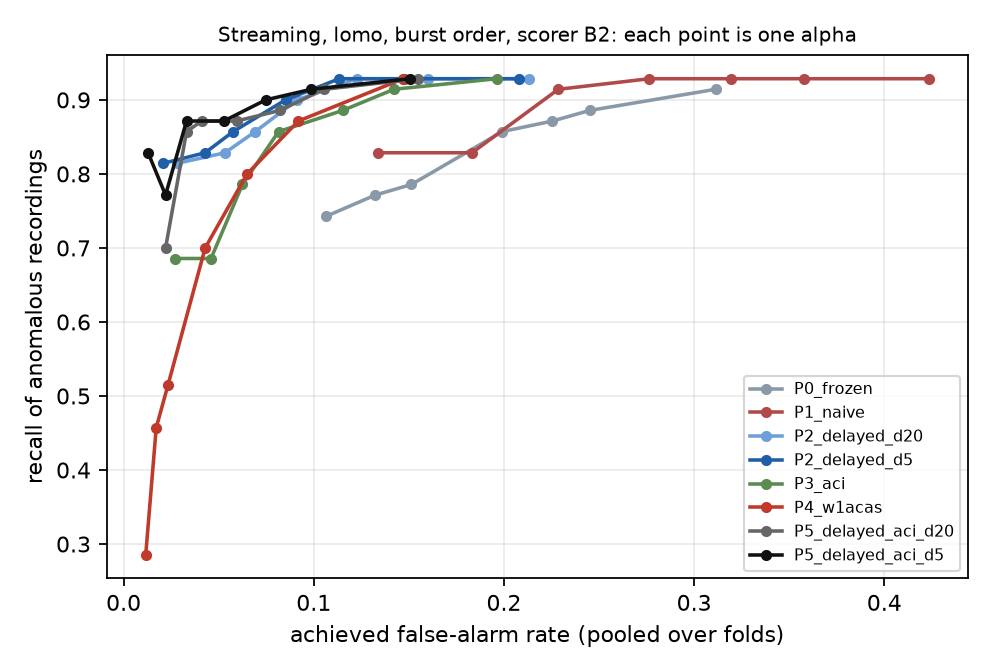 Streaming, lomo, burst order, scorer B2: each point is one alpha
recall of anomalous recordings
0.9
0.8
0.7
0.6
0.5
0.4
0.3
P0_frozen
P1_naive
P2_delayed_d20
P2_delayed_d5
P3_aci
P4_w1acas
P5_delayed_aci_d20
P5_delayed_aci_d5
0.0 0.1 0.2 0.3 0.4
achieved false-alarm rate (pooled over folds)